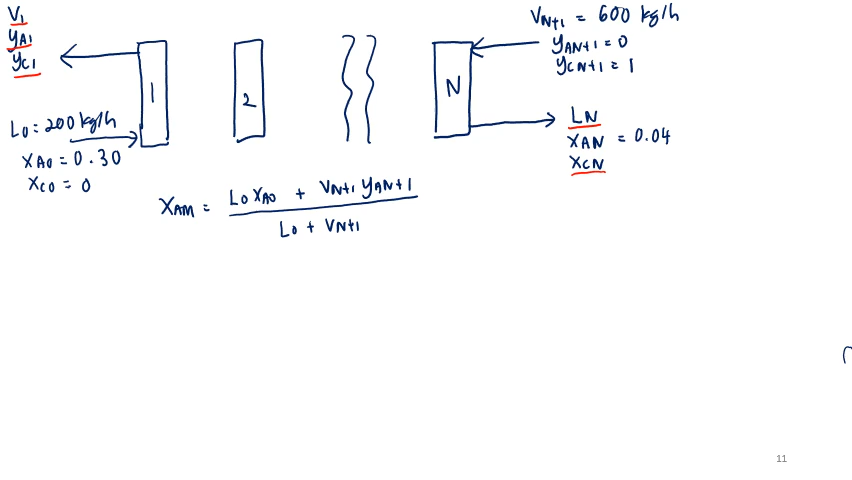 V1
yA1
yC1
L0 = 200 kg/h
xA0 = 0.30
xC0 = 0
1
2
N
VN+1 = 600 kg/h
yAN+1 = 0
yCN+1 = 1
LN
xAN = 0.04
xCN
xAM = L0 xA0 + VN+1 yAN+1
L0 + VN+1
11